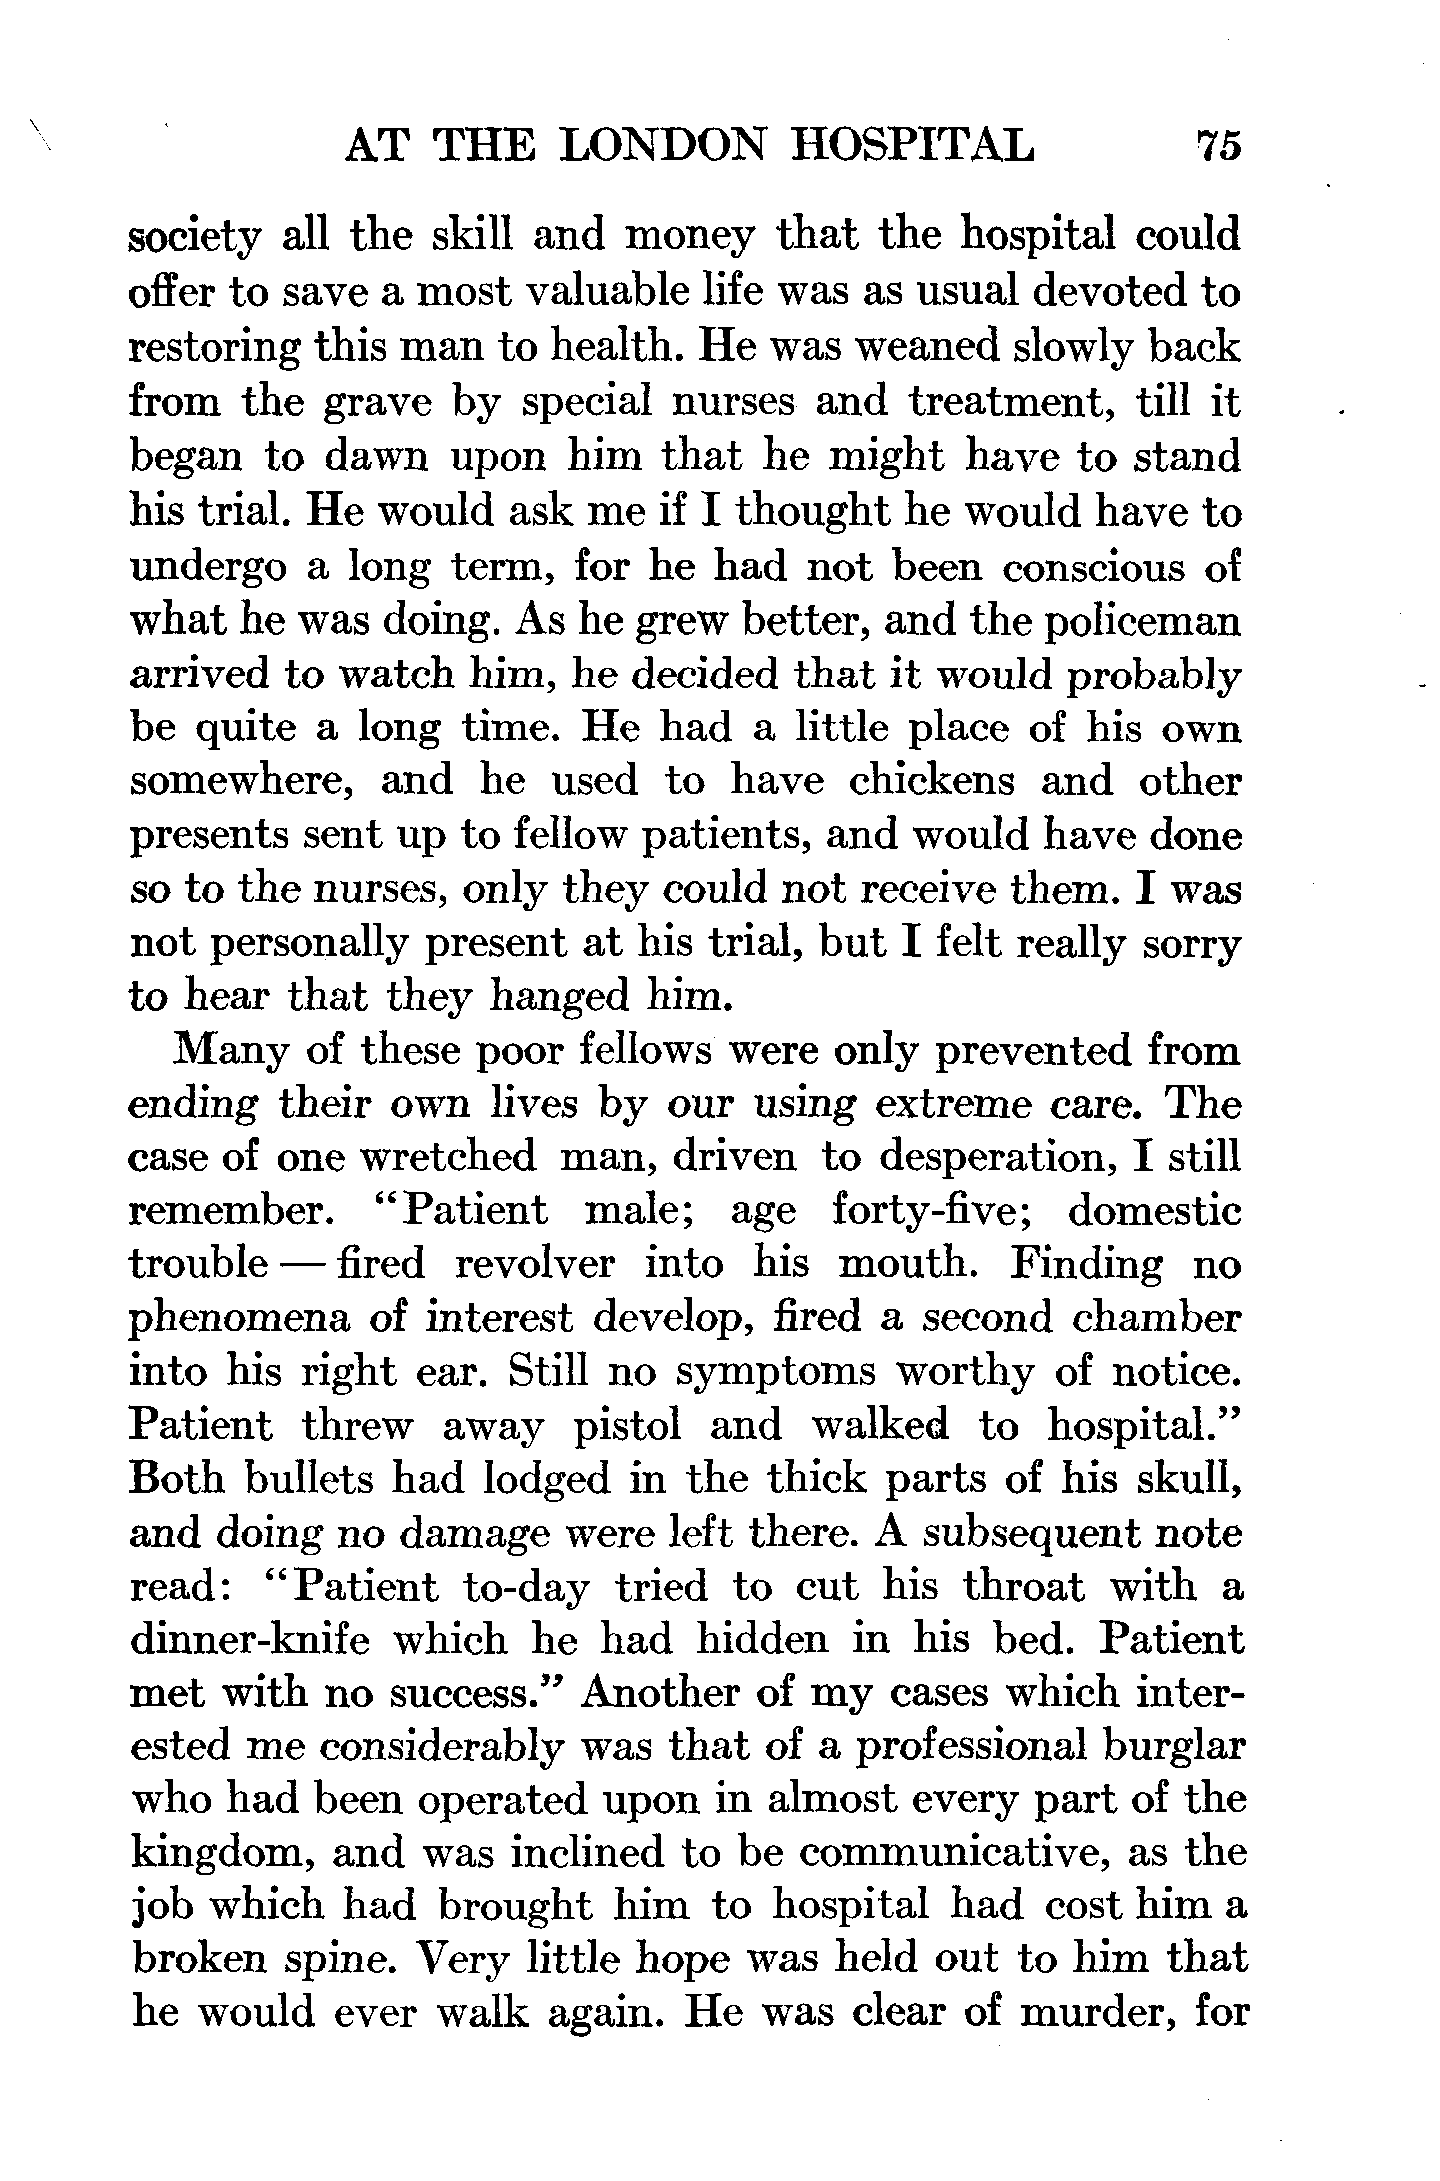 AT THE LONDON HOSPITAL 75
society all the skill and money that the hospital could
offer to save a most valuable life was as usual devoted to
restoring this man to health. He was weaned slowly back
from the grave by special nurses and treatment, till it
began to dawn upon him that he might have to stand
his trial. He would ask me if I thought he would have to
undergo a long term, for he had not been conscious of
what he was doing. As he grew better, and the policeman
arrived to watch him, he decided that it would probably
be quite a long time. He had a little place of his own
somewhere, and he used to have chickens and other
presents sent up to fellow patients, and would have done
so to the nurses, only they could not receive them. I was
not personally present at his trial, but I felt really sorry
to hear that they hanged him.
Many of these poor fellows were only prevented from
ending their own lives by our using extreme care. The
case of one wretched man, driven to desperation, I still
remember. "Patient male; age forty-five; domestic
trouble — fired revolver into his mouth. Finding no
phenomena of interest develop, fired a second chamber
into his right ear. Still no symptoms worthy of notice.
Patient threw away pistol and walked to hospital."
Both bullets had lodged in the thick parts of his skull,
and doing no damage were left there. A subsequent note
read: "Patient to-day tried to cut his throat with a
dinner-knife which he had hidden in his bed. Patient
met with no success." Another of my cases which inter-
ested me considerably was that of a professional burglar
who had been operated upon in almost every part of the
kingdom, and was inclined to be communicative, as the
job which had brought him to hospital had cost him a
broken spine. Very little hope was held out to him that
he would ever walk again. He was clear of murder, for